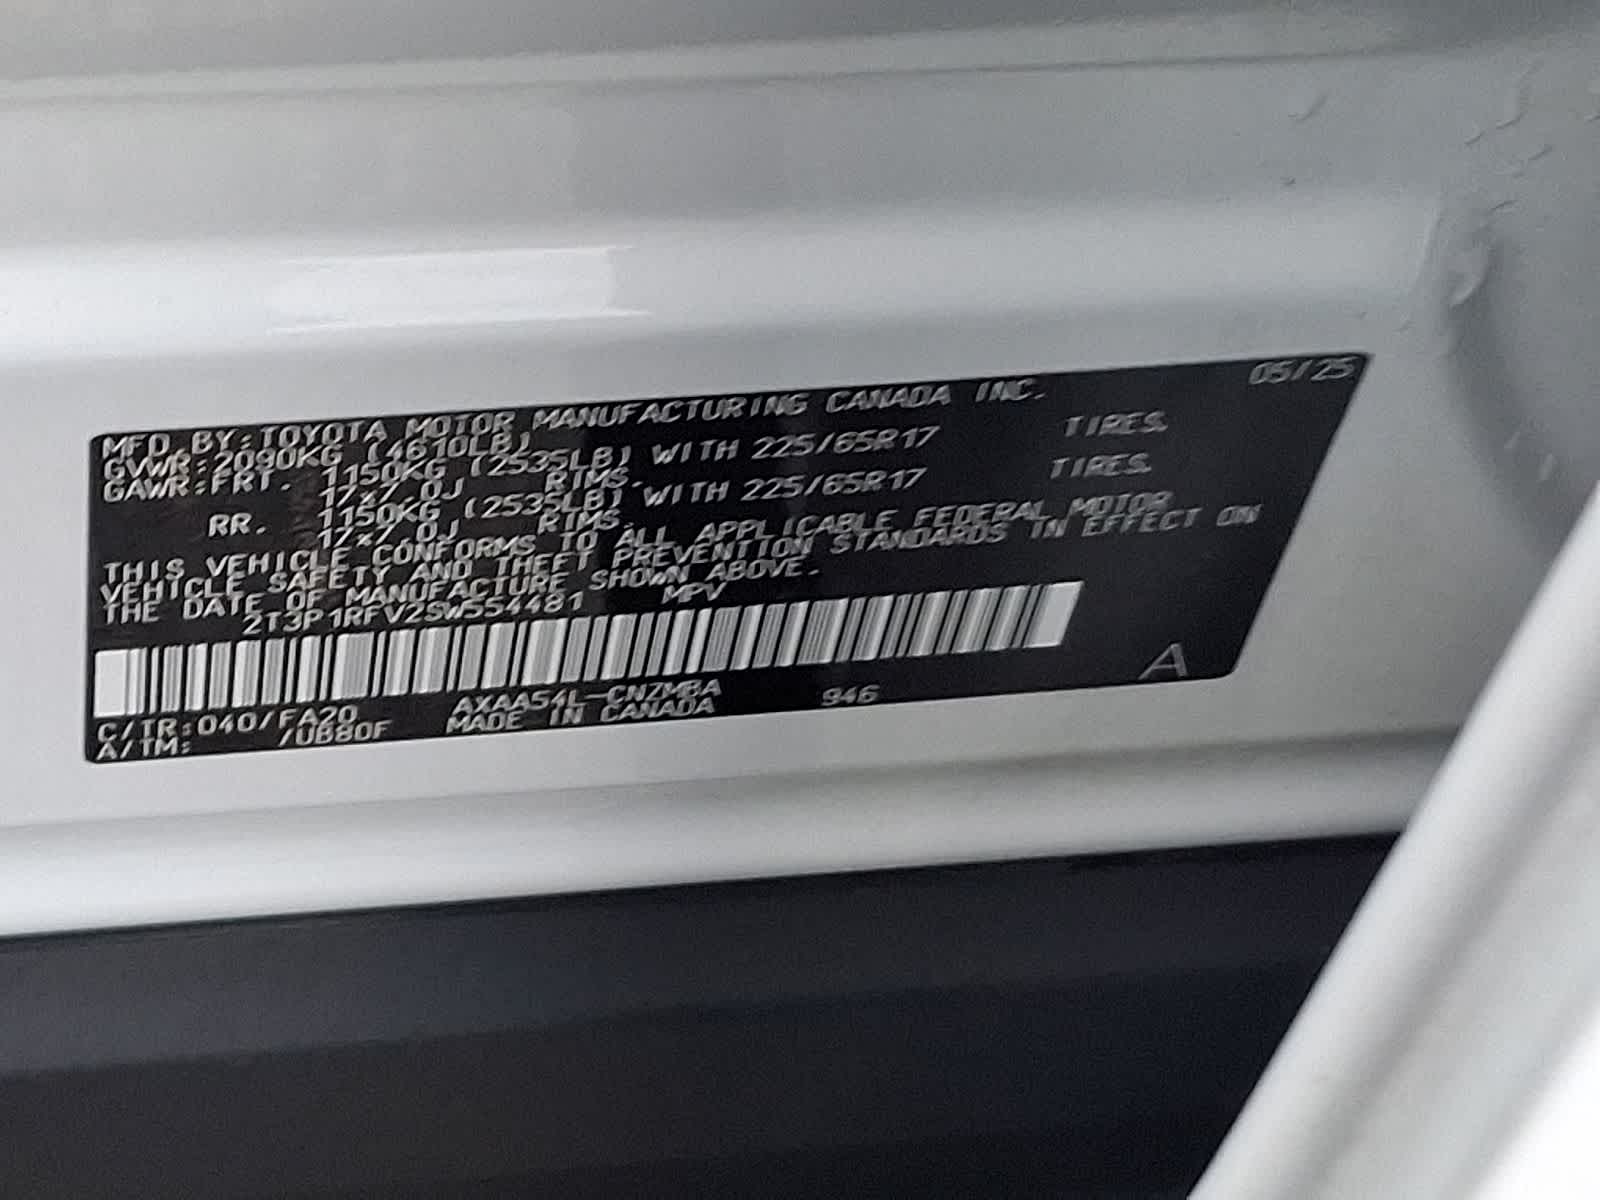 MFD. BY: TOYOTA MOTOR MANUFACTURING CANADA INC. 05/25
GVWR: 2090KG (4610LB)
GAWR: FRT. 1150KG (2535LB) WITH 225/65R17 TIRES.
17x7.0J RIMS.
RR. 1150KG (2535LB) WITH 225/65R17 TIRES.
17x7.0J RIMS.
THIS VEHICLE CONFORMS TO ALL APPLICABLE FEDERAL MOTOR
VEHICLE SAFETY AND THEFT PREVENTION STANDARDS IN EFFECT ON
THE DATE OF MANUFACTURE SHOWN ABOVE.
2T3P1RFV2SW554481 MPV
C/TR: 040/FA20 AXAA54L-CNZMBA 946 A
A/TM: /UB80F MADE IN CANADA